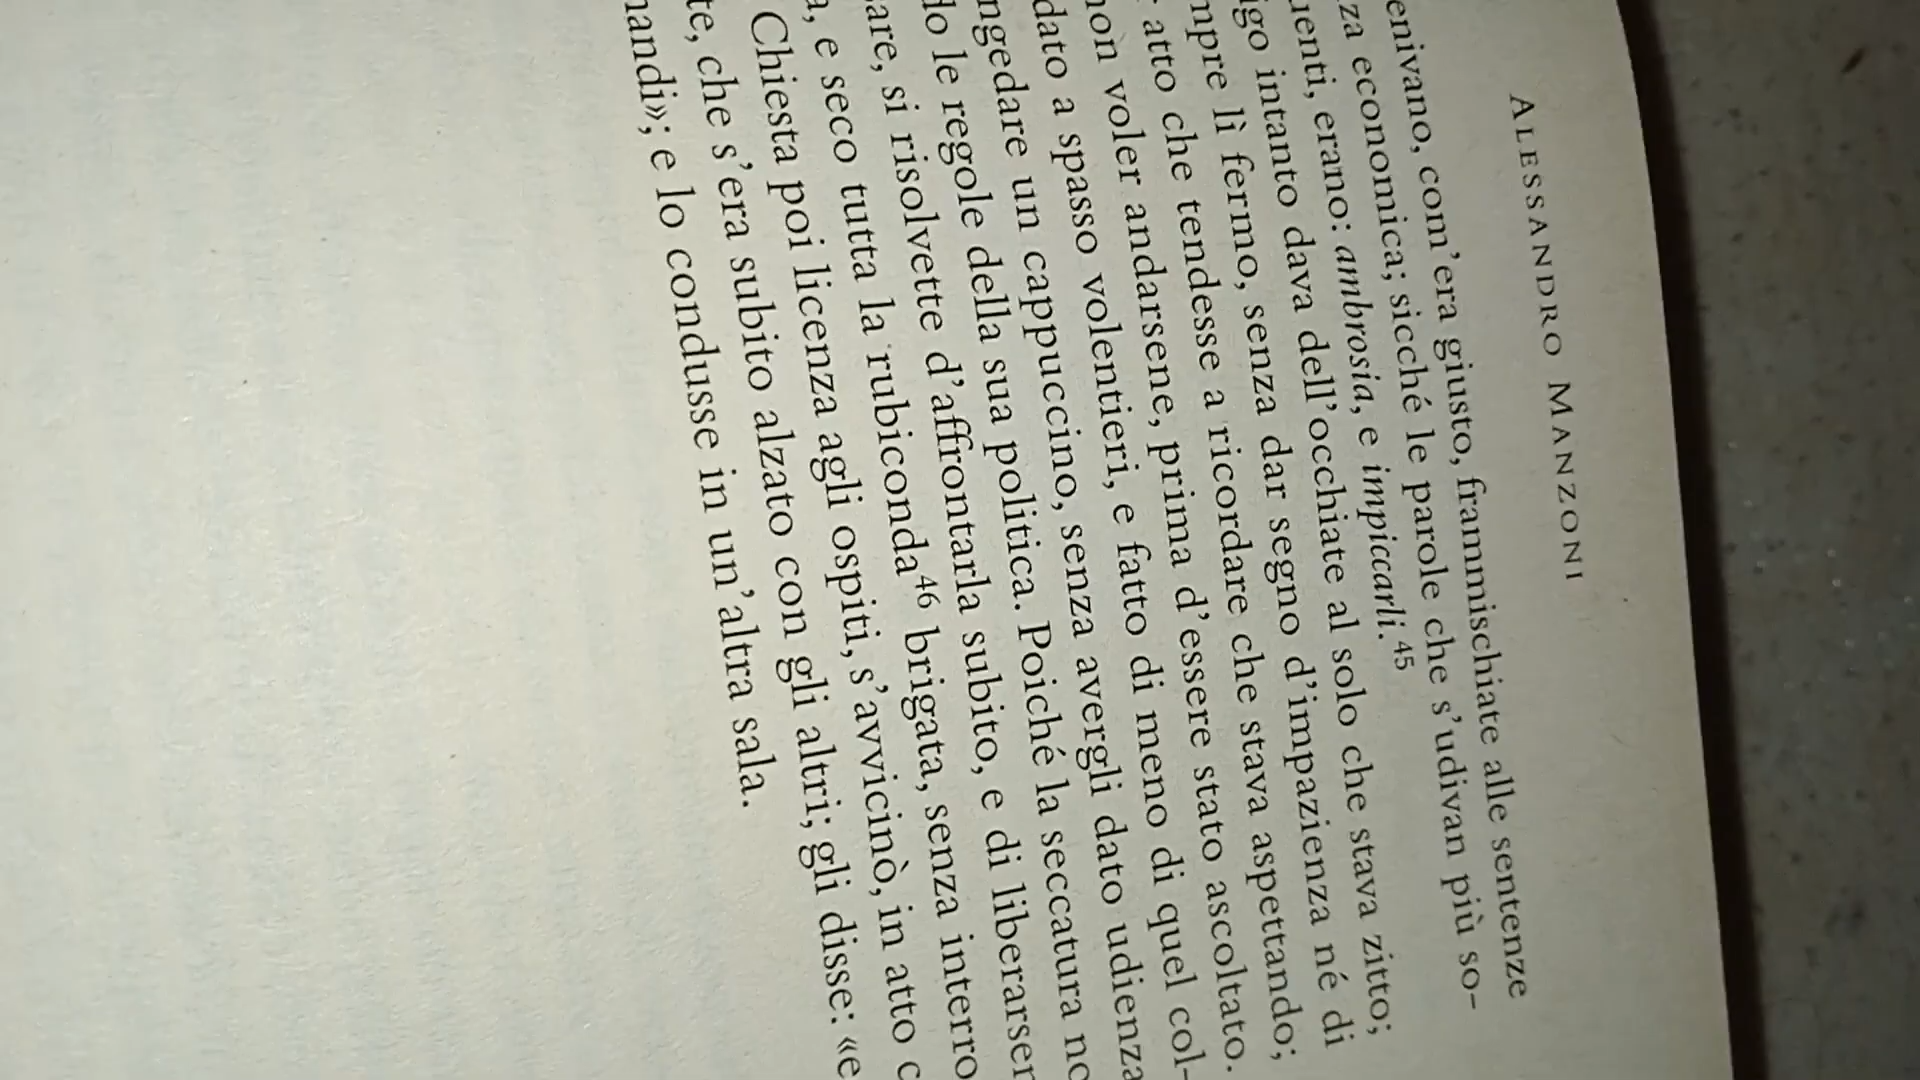 ALESSANDRO MANZONI
enivano, com'era giusto, frammischiate alle sentenze
za economica; sicché le parole che s'udivan più so-
uenti, erano: ambrosia, e impiccarli.45
igo intanto dava dell'occhiate al solo che stava zitto;
mpre lì fermo, senza dar segno d'impazienza né di
atto che tendesse a ricordare che stava aspettando;
non voler andarsene, prima d'essere stato ascoltato.
dato a spasso volentieri, e fatto di meno di quel col-
ngedare un cappuccino, senza avergli dato udienza
do le regole della sua politica. Poiché la seccatura no
are, si risolvette d'affrontarla subito, e di liberarsen
a, e seco tutta la rubiconda46 brigata, senza interro
Chiesta poi licenza agli ospiti, s'avvicinò, in atto c
te, che s'era subito alzato con gli altri; gli disse: «e
nandi»; e lo condusse in un'altra sala.